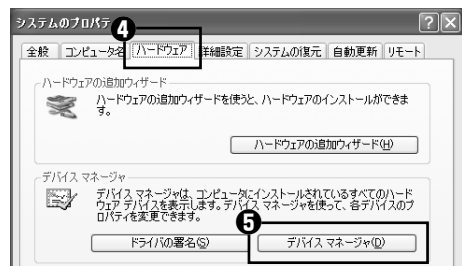 システムのプロパティ
4
全般 コンピュータ名 ハードウェア 詳細設定 システムの復元 自動更新 リモート
ハードウェアの追加ウィザード
ハードウェアの追加ウィザードを使うと、ハードウェアのインストールができま
す。
ハードウェアの追加ウィザード(H)
デバイス マネージャ
デバイス マネージャは、コンピュータにインストールされているすべてのハード
ウェア デバイスを表示します。デバイス マネージャを使って、各デバイスのプ
ロパティを変更できます。
5
ドライバの署名(S) デバイス マネージャ(D)